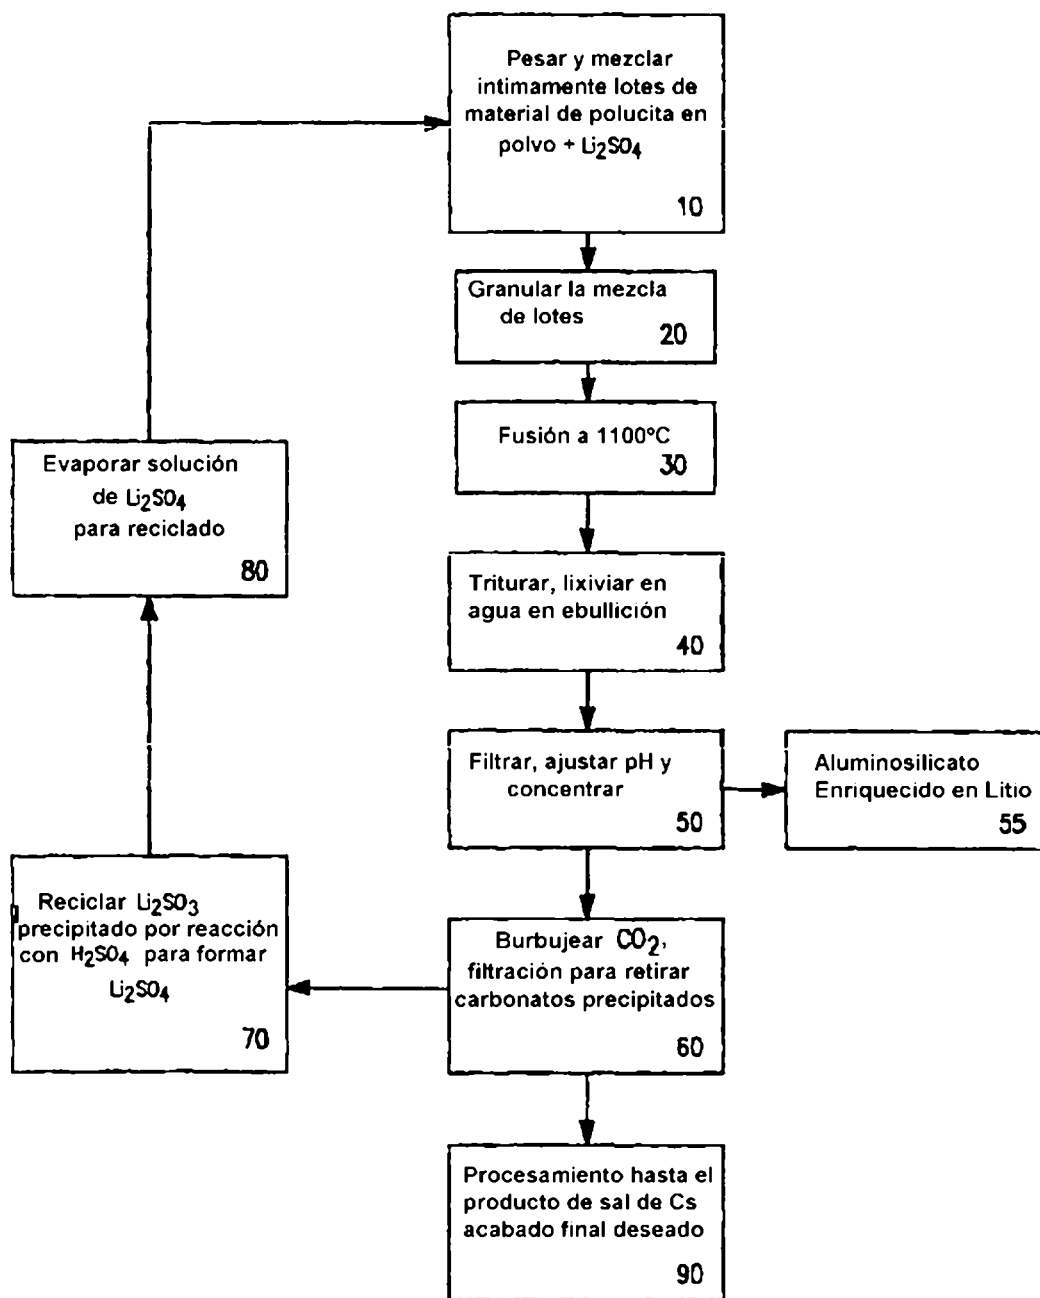 Pesar y mezclar
intimamente lotes de
material de polucita en
polvo + Li₂SO₄
10
Granular la mezcla
de lotes
20
Fusión a 1100°C
30
Triturar, lixiviar en
agua en ebullición
40
Filtrar, ajustar pH y
concentrar
50
Aluminosilicato
Enriquecido en Litio
55
Burbujear CO₂,
filtración para retirar
carbonatos precipitados
60
Reciclar Li₂SO₃
precipitado por reacción
con H₂SO₄ para formar
Li₂SO₄
70
Evaporar solución
de Li₂SO₄
para reciclado
80
Procesamiento hasta el
producto de sal de Cs
acabado final deseado
90